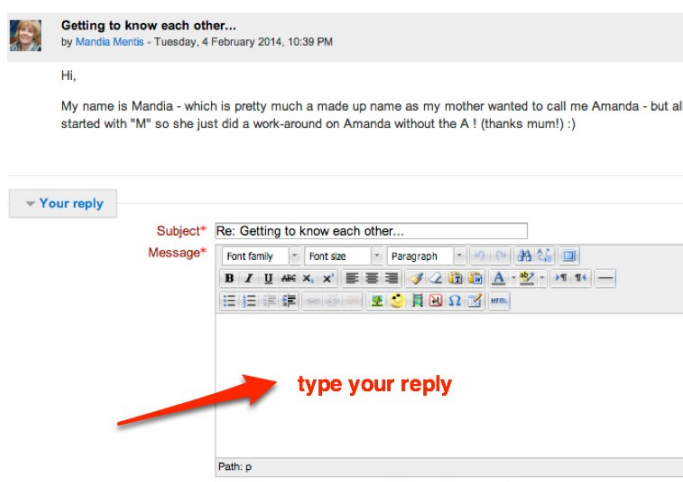 Getting to know each other...
by Mandia Mentis - Tuesday, 4 February 2014, 10:39 PM
Hi,
My name is Mandia - which is pretty much a made up name as my mother wanted to call me Amanda - but
started with "M" so she just did a work-around on Amanda without the A ! (thanks mum!) :)
Your reply
Subject* Re: Getting to know each other...
Message*
Font family Font size Paragraph
B I U ABC X, X²
HTML
type your reply
Path: p